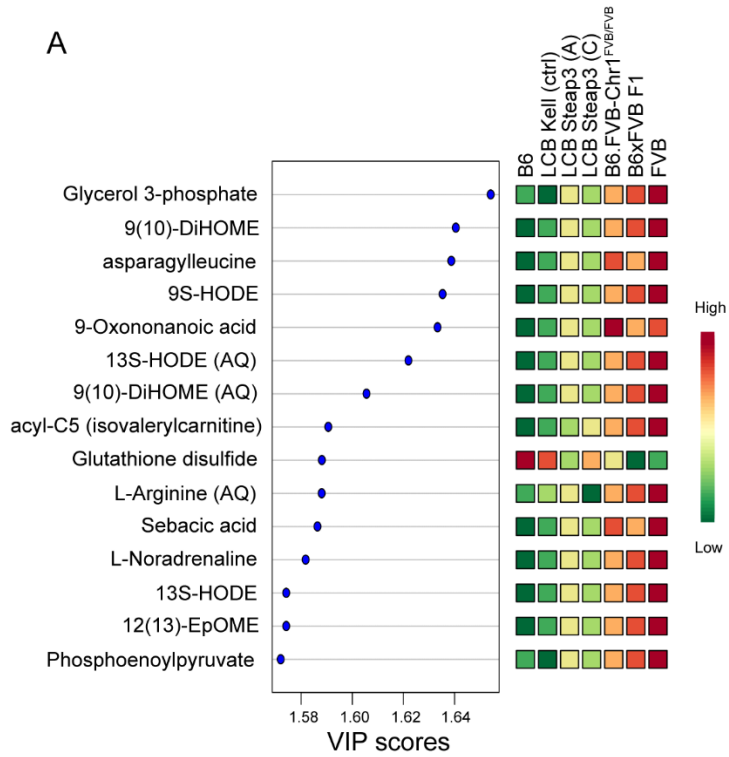 A
B6
LCB Kell (ctrl)
LCB Steap3 (A)
LCB Steap3 (C)
B6.FVB-Chr1FVB/FVB
B6xFVB F1
FVB
Glycerol 3-phosphate
9(10)-DiHOME
asparagylleucine
9S-HODE
9-Oxononanoic acid
13S-HODE (AQ)
9(10)-DiHOME (AQ)
acyl-C5 (isovalerylcarnitine)
Glutathione disulfide
L-Arginine (AQ)
Sebacic acid
L-Noradrenaline
13S-HODE
12(13)-EpOME
Phosphoenoylpyruvate
High
Low
1.58 1.60 1.62 1.64
VIP scores